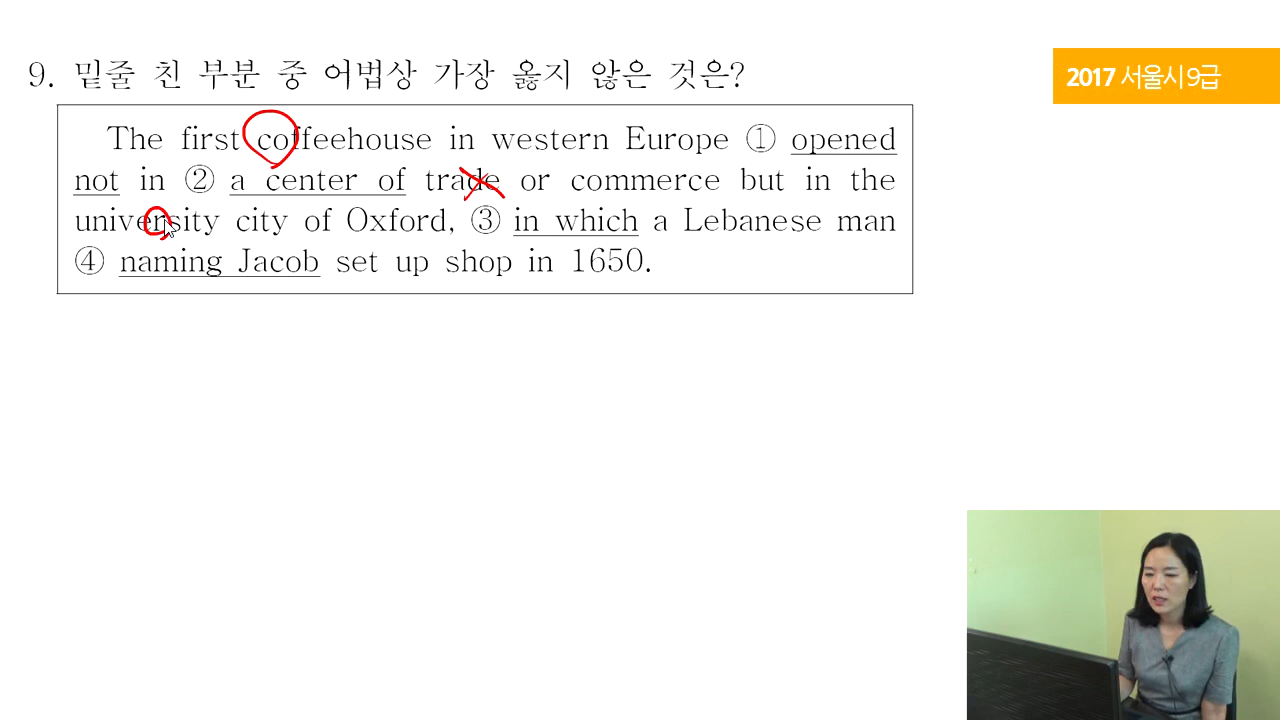 2017 서울시 9급
9. 밑줄 친 부분 중 어법상 가장 옳지 않은 것은?
The first coffeehouse in western Europe ① opened
not in ② a center of trade or commerce but in the
university city of Oxford, ③ in which a Lebanese man
④ naming Jacob set up shop in 1650.